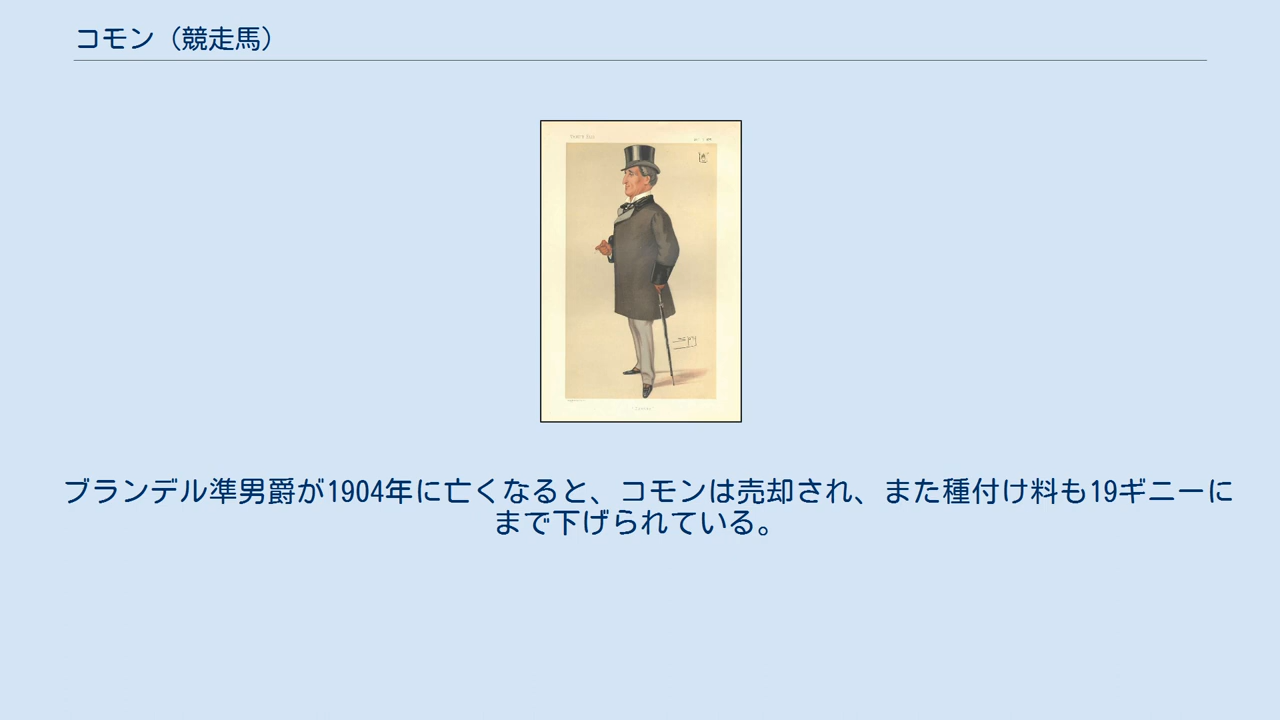 コモン（競走馬）
ブランデル準男爵が1904年に亡くなると、コモンは売却され、また種付け料も19ギニーに
まで下げられている。